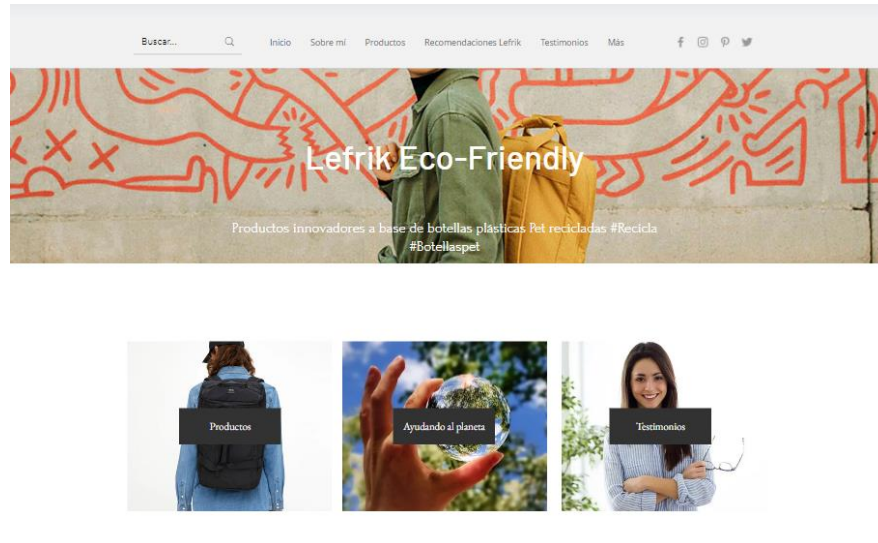 Buscar...
Inicio
Sobre mí
Productos
Recomendaciones Lefrik
Testimonios
Más
Lefrik Eco-Friendly
Productos innovadores a base de botellas plásticas Pet recicladas #Recicla
#Botellaspet
Productos
Ayudando al planeta
Testimonios